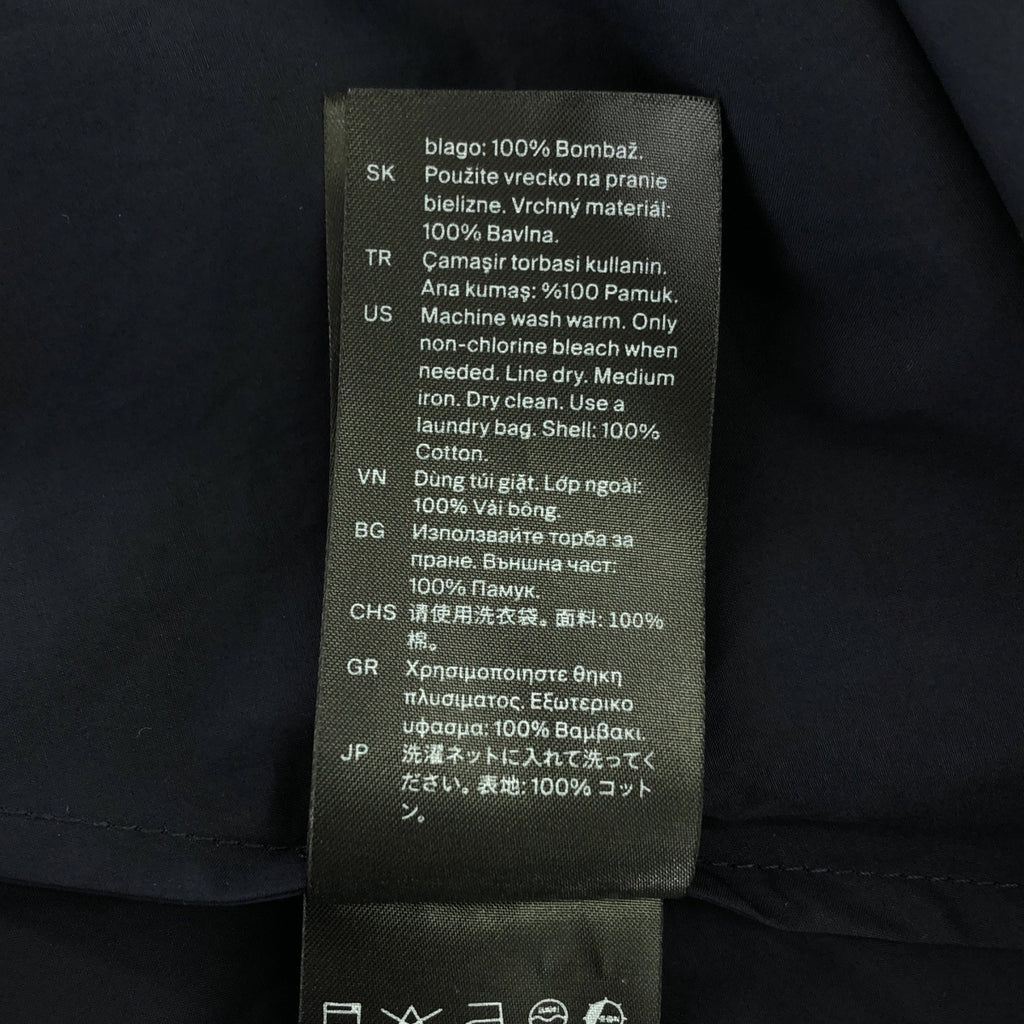 blago: 100% Bombaž.
SK Použite vrecko na pranie
bielizne. Vrchný materiál:
100% Bavlna.
TR Çamaşir torbasi kullanin.
Ana kumaş: %100 Pamuk.
US Machine wash warm. Only
non-chlorine bleach when
needed. Line dry. Medium
iron. Dry clean. Use a
laundry bag. Shell: 100%
Cotton.
VN Dùng túi giặt. Lớp ngoài:
100% Vải bông.
BG Използвайте торба за
пране. Външна част:
100% Памук.
CHS 请使用洗衣袋。面料: 100%
棉。
GR Χρησιμοποιηστε θηκη
πλυσιματος. Εξωτερικο
υφασμα: 100% Βαμβακι.
JP 洗濯ネットに入れて洗ってく
ださい。表地: 100% コット
ン。